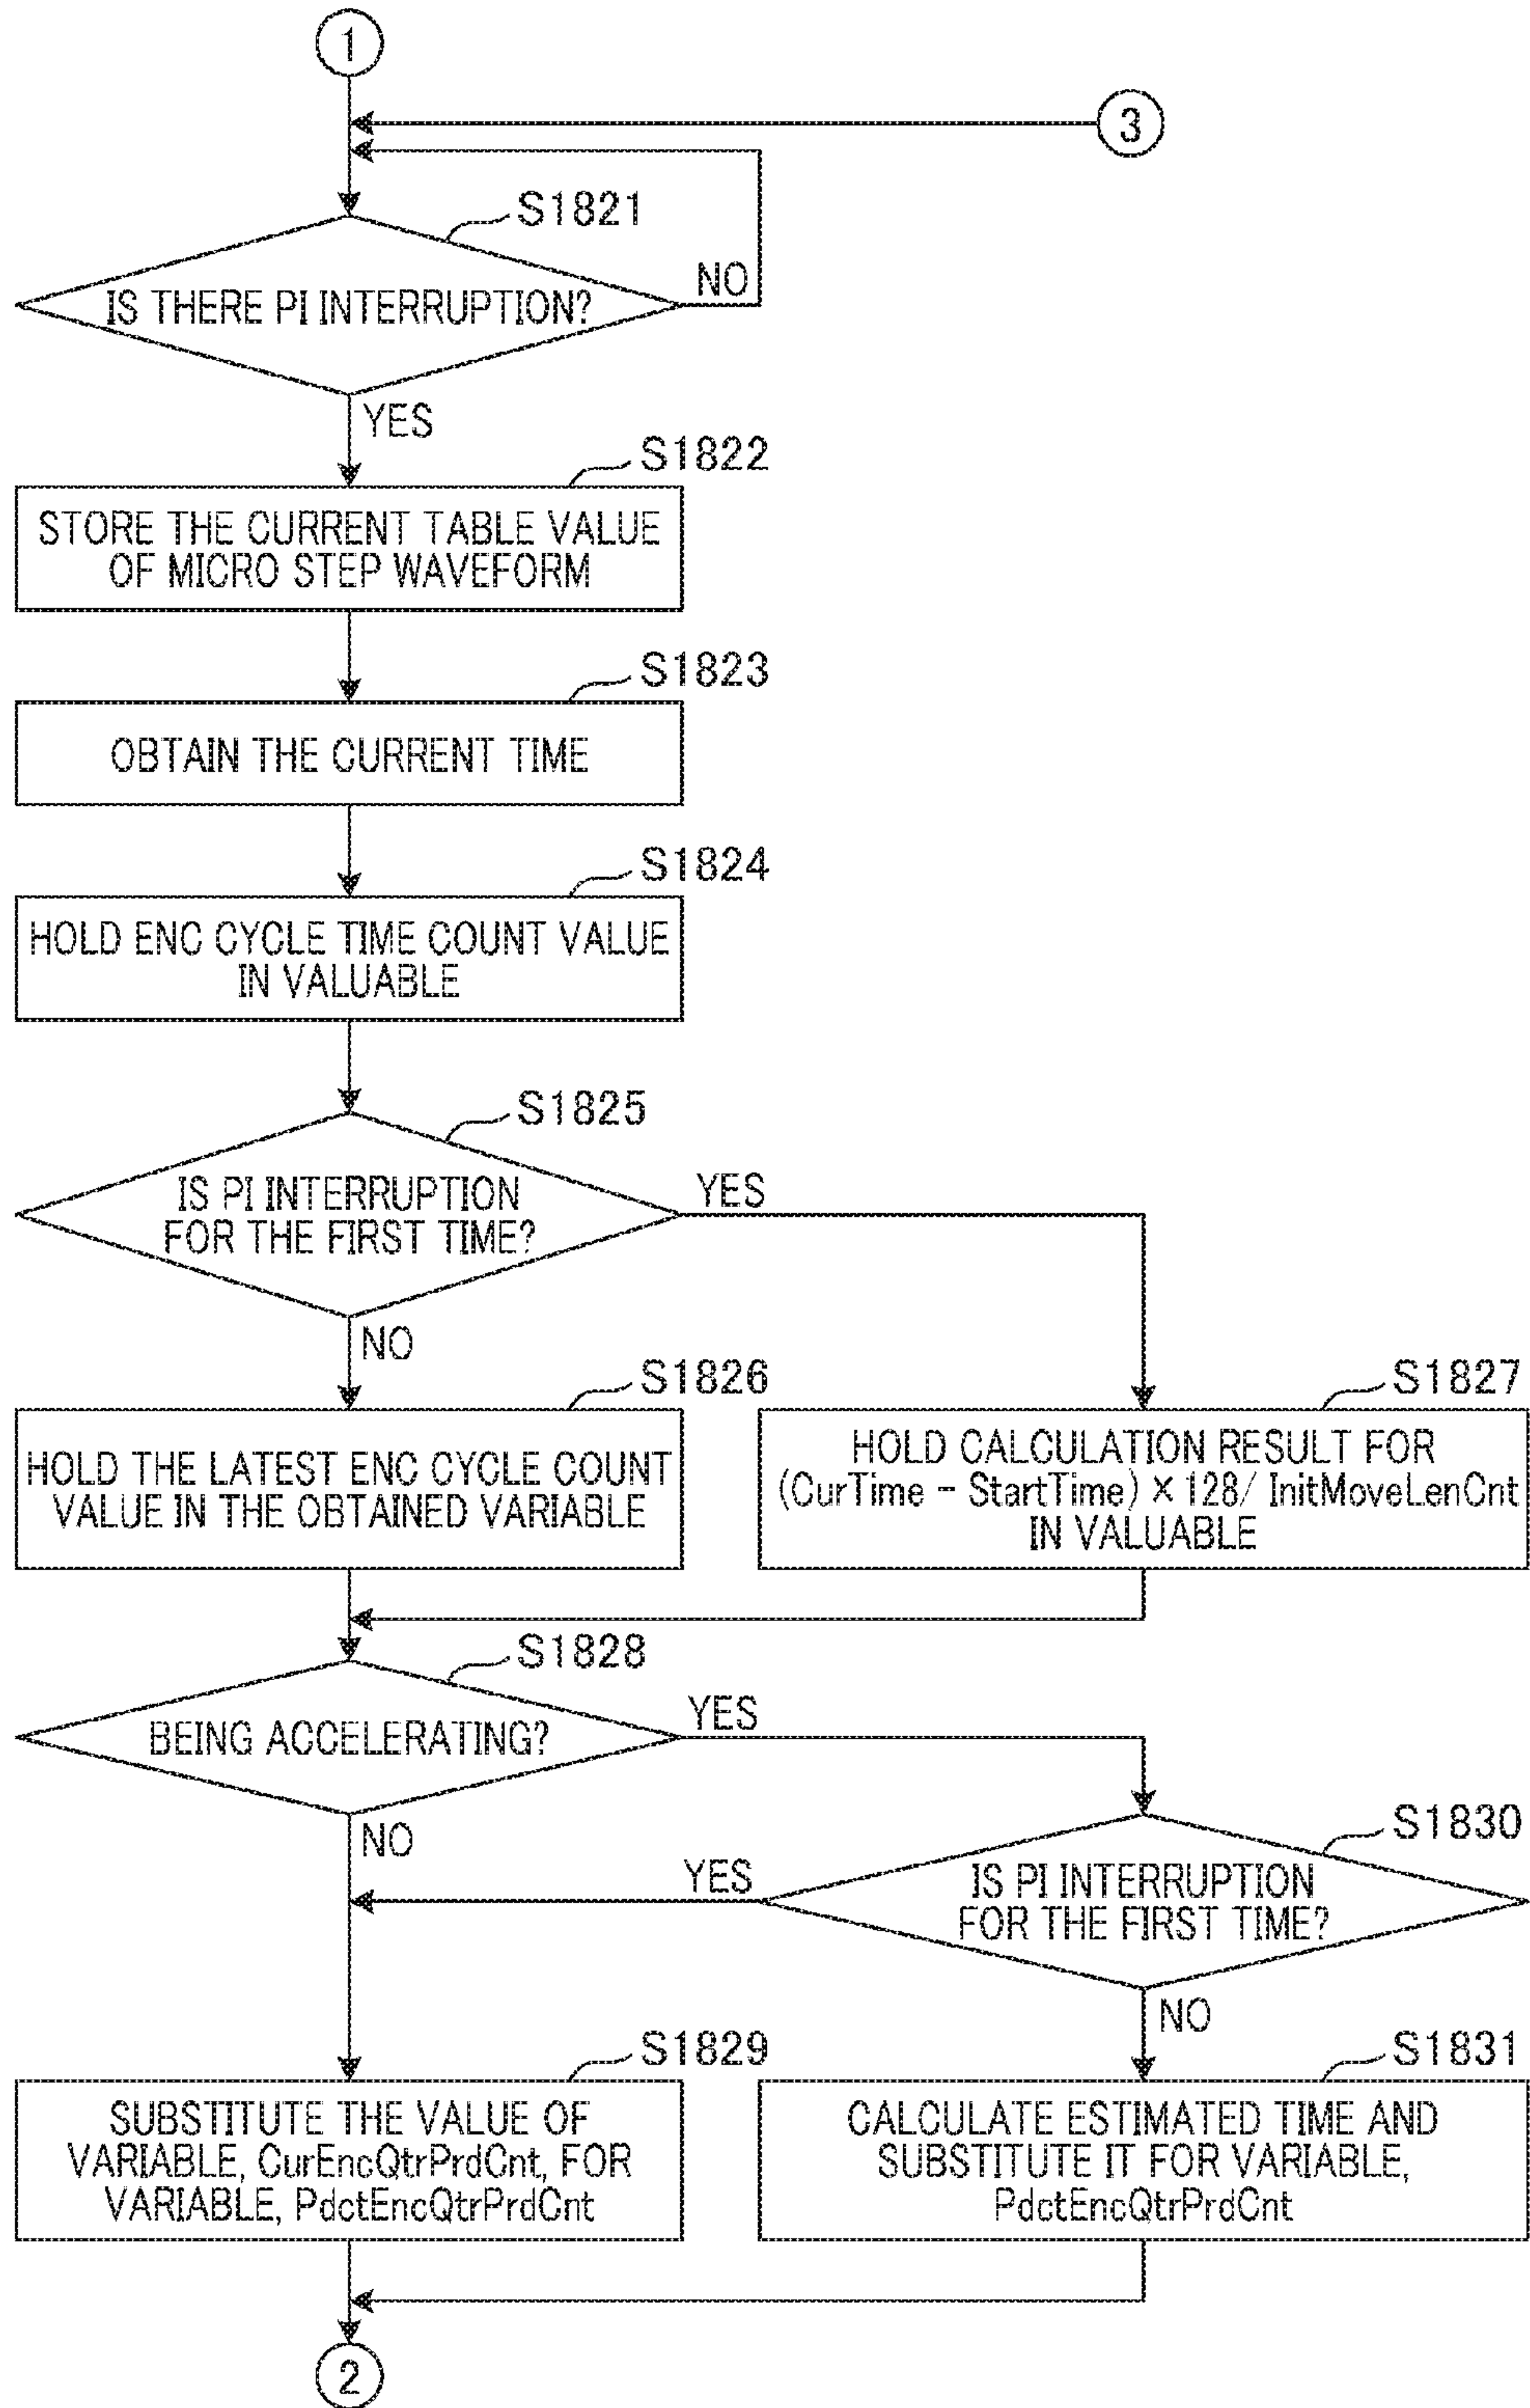 1
3
S1821
IS THERE PI INTERRUPTION?
NO
YES
S1822
STORE THE CURRENT TABLE VALUE
OF MICRO STEP WAVEFORM
S1823
OBTAIN THE CURRENT TIME
S1824
HOLD ENC CYCLE TIME COUNT VALUE
IN VALUABLE
S1825
IS PI INTERRUPTION
FOR THE FIRST TIME?
YES
NO
S1826
HOLD THE LATEST ENC CYCLE COUNT
VALUE IN THE OBTAINED VARIABLE
S1827
HOLD CALCULATION RESULT FOR
(CurTime - StartTime) × 128/ InitMoveLenCnt
IN VALUABLE
S1828
BEING ACCELERATING?
YES
NO
S1830
IS PI INTERRUPTION
FOR THE FIRST TIME?
YES
NO
S1829
SUBSTITUTE THE VALUE OF
VARIABLE, CurEncQtrPrdCnt, FOR
VARIABLE, PdctEncQtrPrdCnt
S1831
CALCULATE ESTIMATED TIME AND
SUBSTITUTE IT FOR VARIABLE,
PdctEncQtrPrdCnt
2